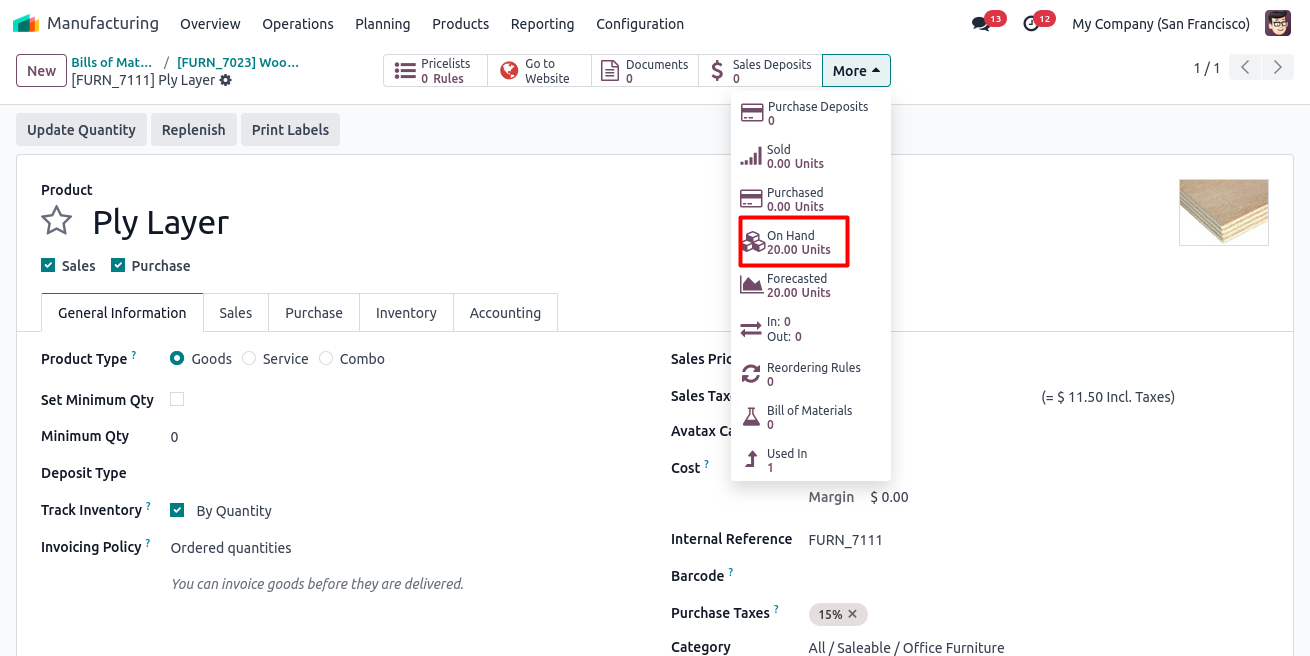 Manufacturing Overview Operations Planning Products Reporting Configuration 13 12 My Company (San Francisco)
New Bills of Mat... / [FURN_7023] Woo...
[FURN_7111] Ply Layer
Pricelists
0 Rules
Go to
Website
Documents
0
Sales Deposits
0
More
1 / 1
Purchase Deposits
0
Sold
0.00 Units
Purchased
0.00 Units
On Hand
20.00 Units
Forecasted
20.00 Units
In: 0
Out: 0
Reordering Rules
0
Bill of Materials
0
Used In
1
Update Quantity Replenish Print Labels
Product
Ply Layer
Sales Purchase
General Information Sales Purchase Inventory Accounting
Product Type ? Goods Service Combo
Set Minimum Qty
Minimum Qty 0
Deposit Type
Track Inventory ? By Quantity
Invoicing Policy ? Ordered quantities
You can invoice goods before they are delivered.
Sales Pric
Sales Tax
(= $ 11.50 Incl. Taxes)
Avatax Ca
Cost ?
Margin $ 0.00
Internal Reference FURN_7111
Barcode ?
Purchase Taxes ? 15% ×
Category All / Saleable / Office Furniture